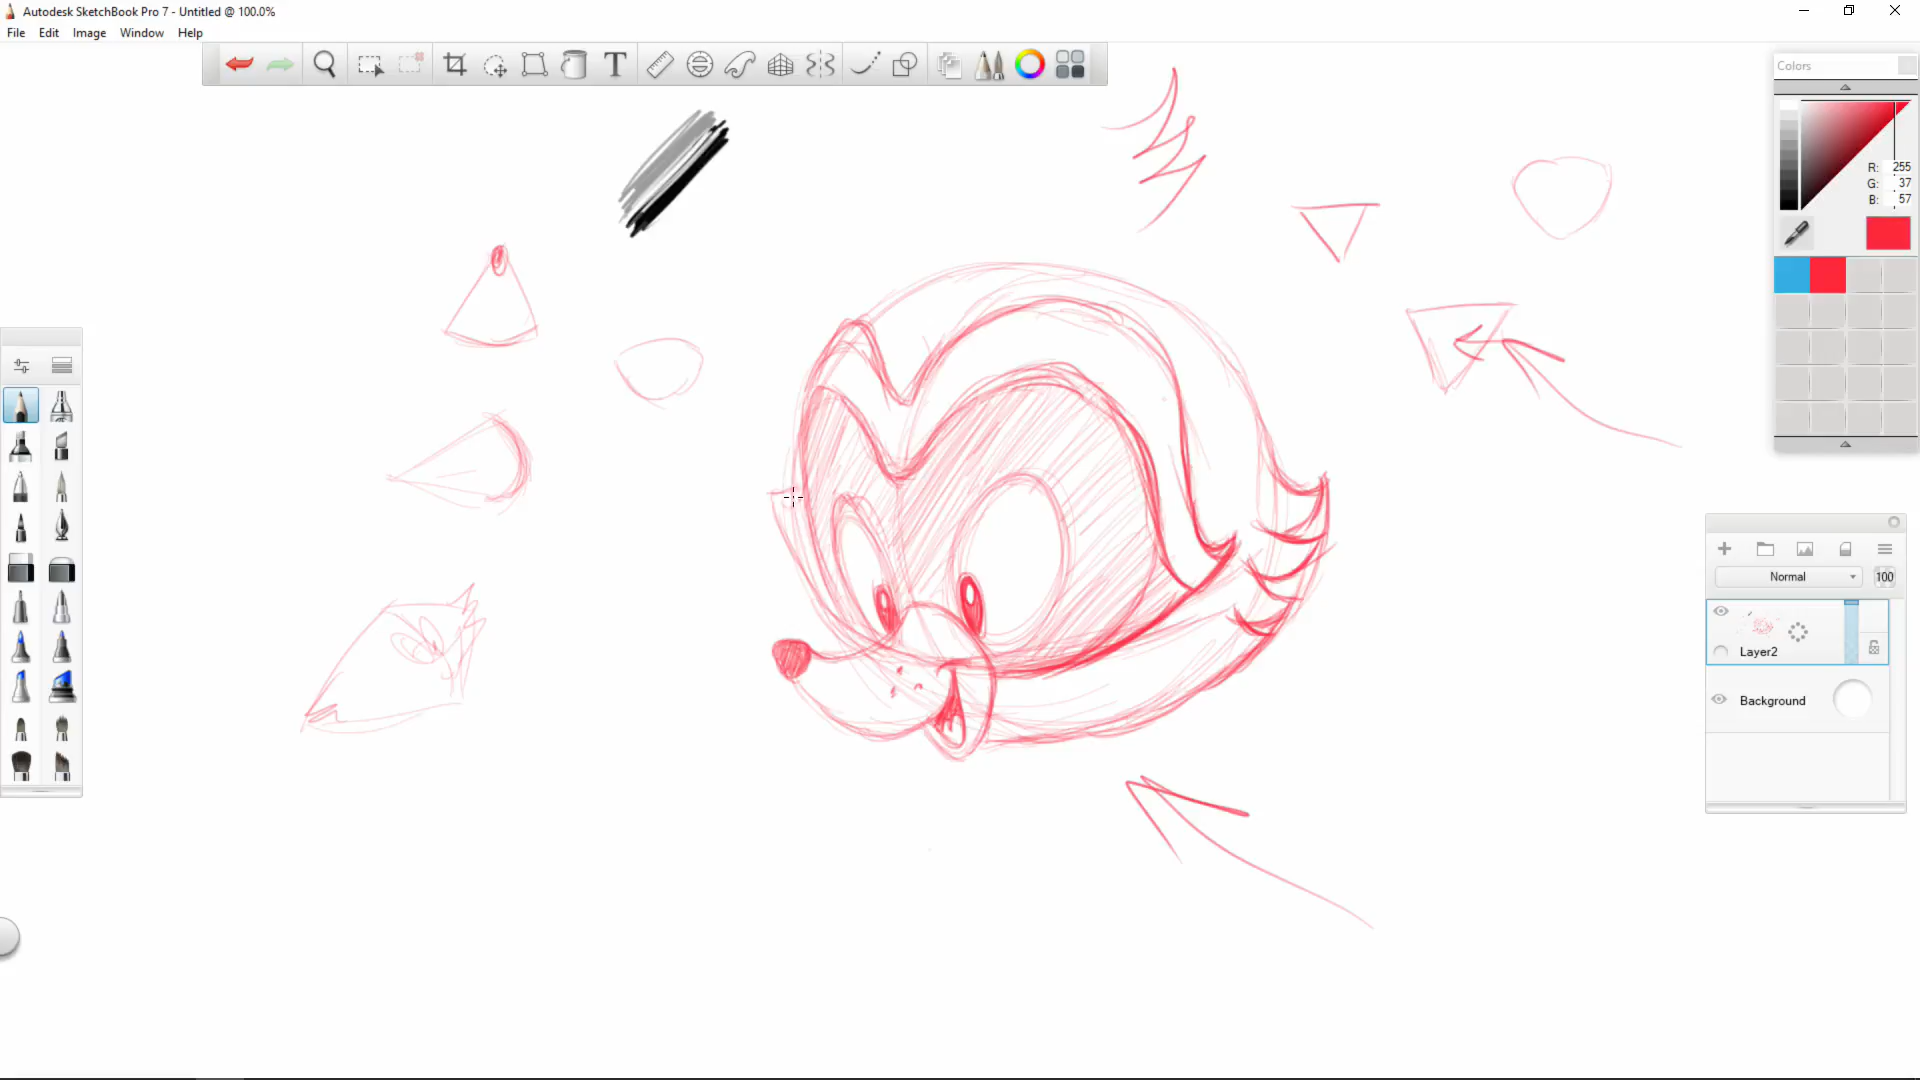 Autodesk SketchBook Pro 7 - Untitled @ 100.0%
File Edit Image Window Help
T
Colors
R: 255
G: 37
B: 57
Normal 100
Layer2
Background